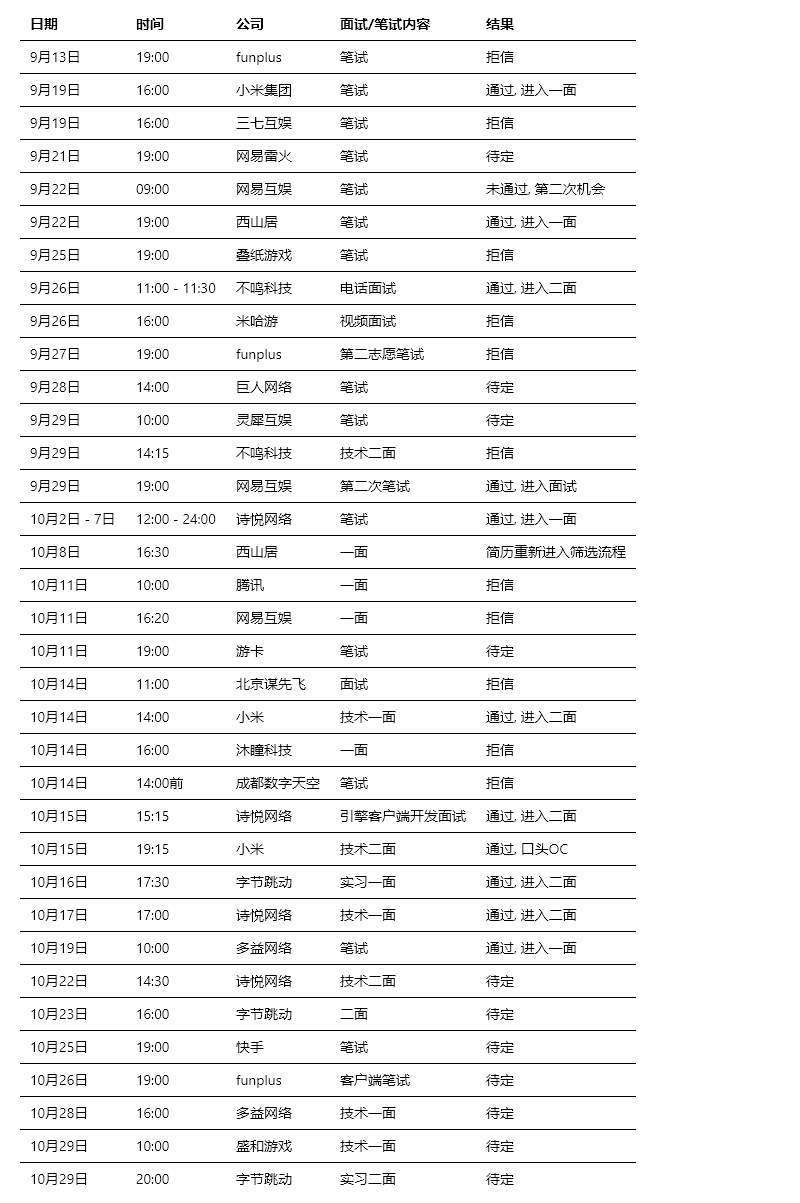 日期 时间 公司 面试/笔试内容 结果
9月13日 19:00 funplus 笔试 拒信
9月19日 16:00 小米集团 笔试 通过, 进入一面
9月19日 16:00 三七互娱 笔试 拒信
9月21日 19:00 网易雷火 笔试 待定
9月22日 09:00 网易互娱 笔试 未通过, 第二次机会
9月22日 19:00 西山居 笔试 通过, 进入一面
9月25日 19:00 叠纸游戏 笔试 拒信
9月26日 11:00 - 11:30 不鸣科技 电话面试 通过, 进入二面
9月26日 16:00 米哈游 视频面试 拒信
9月27日 19:00 funplus 第二志愿笔试 拒信
9月28日 14:00 巨人网络 笔试 待定
9月29日 10:00 灵犀互娱 笔试 待定
9月29日 14:15 不鸣科技 技术二面 拒信
9月29日 19:00 网易互娱 第二次笔试 通过, 进入面试
10月2日 - 7日 12:00 - 24:00 诗悦网络 笔试 通过, 进入一面
10月8日 16:30 西山居 一面 简历重新进入筛选流程
10月11日 10:00 腾讯 一面 拒信
10月11日 16:20 网易互娱 一面 拒信
10月11日 19:00 游卡 笔试 待定
10月14日 11:00 北京谋先飞 面试 拒信
10月14日 14:00 小米 技术一面 通过, 进入二面
10月14日 16:00 沐瞳科技 一面 拒信
10月14日 14:00前 成都数字天空 笔试 拒信
10月15日 15:15 诗悦网络 引擎客户端开发面试 通过, 进入二面
10月15日 19:15 小米 技术二面 通过, 口头OC
10月16日 17:30 字节跳动 实习一面 通过, 进入二面
10月17日 17:00 诗悦网络 技术一面 通过, 进入二面
10月19日 10:00 多益网络 笔试 通过, 进入一面
10月22日 14:30 诗悦网络 技术二面 待定
10月23日 16:00 字节跳动 二面 待定
10月25日 19:00 快手 笔试 待定
10月26日 19:00 funplus 客户端笔试 待定
10月28日 16:00 多益网络 技术一面 待定
10月29日 10:00 盛和游戏 技术一面 待定
10月29日 20:00 字节跳动 实习二面 待定